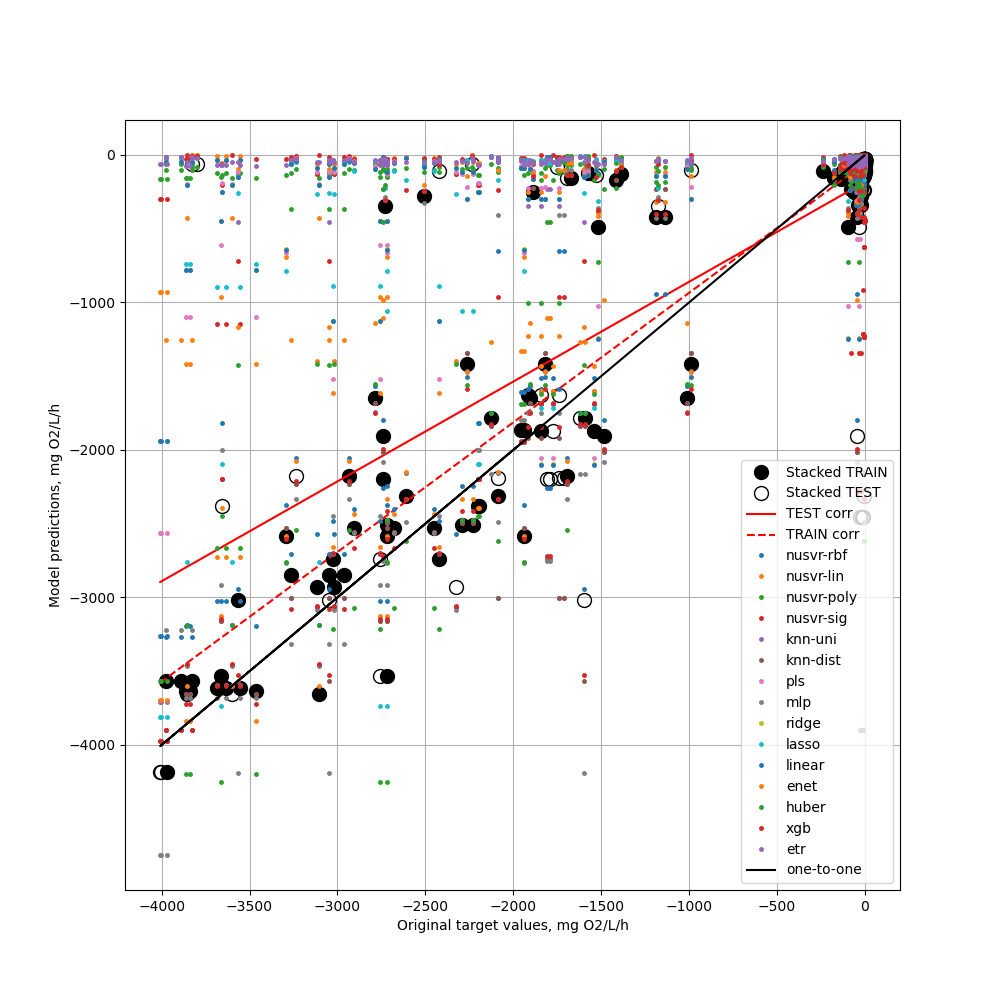 0
−1000
−2000
−3000
−4000
Model predictions, mg O2/L/h
−4000 −3500 −3000 −2500 −2000 −1500 −1000 −500 0
Original target values, mg O2/L/h
Stacked TRAIN
Stacked TEST
TEST corr
TRAIN corr
nusvr-rbf
nusvr-lin
nusvr-poly
nusvr-sig
knn-uni
knn-dist
pls
mlp
ridge
lasso
linear
enet
huber
xgb
etr
one-to-one